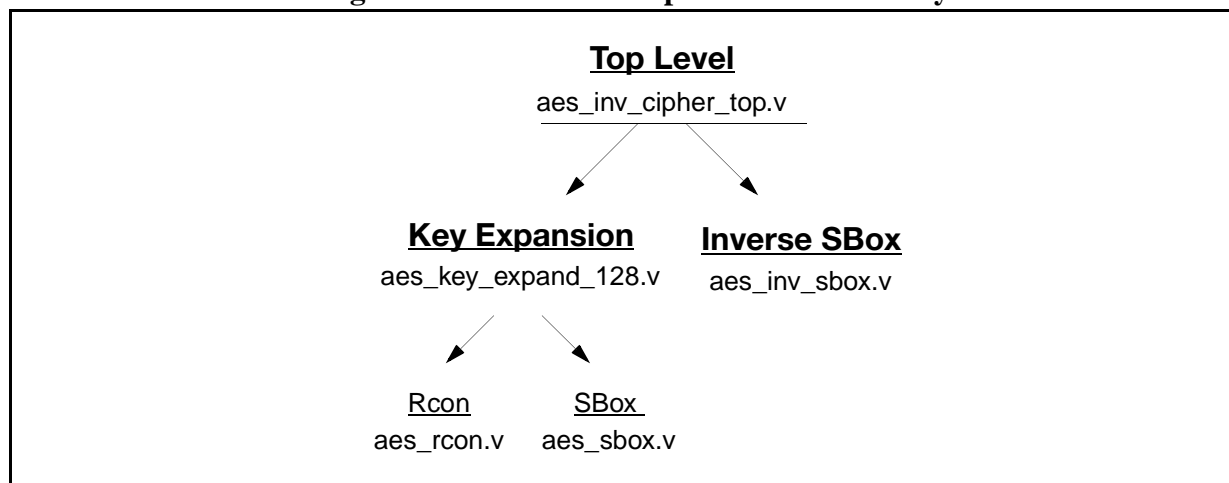 Top Level
aes_inv_cipher_top.v
Key Expansion
aes_key_expand_128.v
Inverse SBox
aes_inv_sbox.v
Rcon
aes_rcon.v
SBox
aes_sbox.v